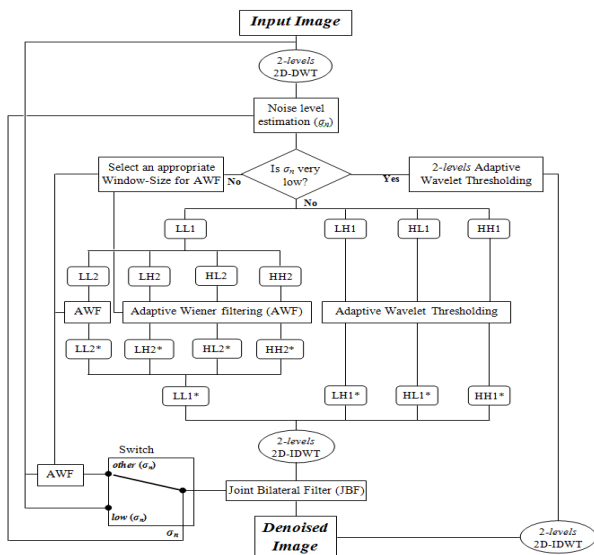 Input Image
2-levels
2D-DWT
Noise level
estimation (σn)
Select an appropriate
Window-Size for AWF
No
Is σn very
low?
Yes
2-levels Adaptive
Wavelet Thresholding
No
LL1
LH1
HL1
HH1
LL2
LH2
HL2
HH2
AWF
Adaptive Wiener filtering (AWF)
Adaptive Wavelet Thresholding
LL2*
LH2*
HL2*
HH2*
LL1*
LH1*
HL1*
HH1*
2-levels
2D-IDWT
Switch
other (σn)
AWF
low (σn)
σn
Joint Bilateral Filter (JBF)
Denoised
Image
2-levels
2D-IDWT